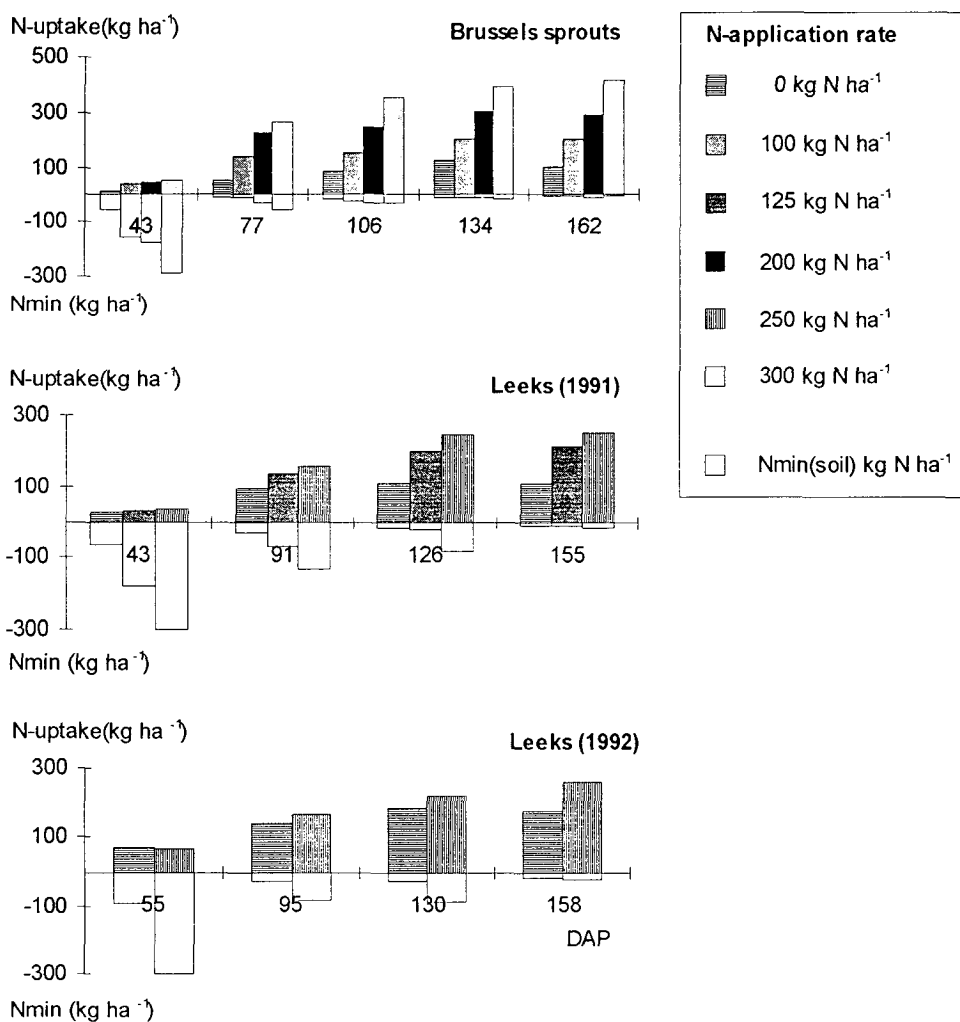 N-uptake(kg ha⁻¹)
Brussels sprouts
500
300
100
-100
-300
43
77
106
134
162
Nmin (kg ha⁻¹)
N-application rate
0 kg N ha⁻¹
100 kg N ha⁻¹
125 kg N ha⁻¹
200 kg N ha⁻¹
250 kg N ha⁻¹
300 kg N ha⁻¹
Nmin(soil) kg N ha⁻¹
N-uptake(kg ha⁻¹)
Leeks (1991)
300
100
-100
-300
43
91
126
155
Nmin (kg ha⁻¹)
N-uptake(kg ha⁻¹)
Leeks (1992)
300
100
-100
-300
55
95
130
158
DAP
Nmin (kg ha⁻¹)